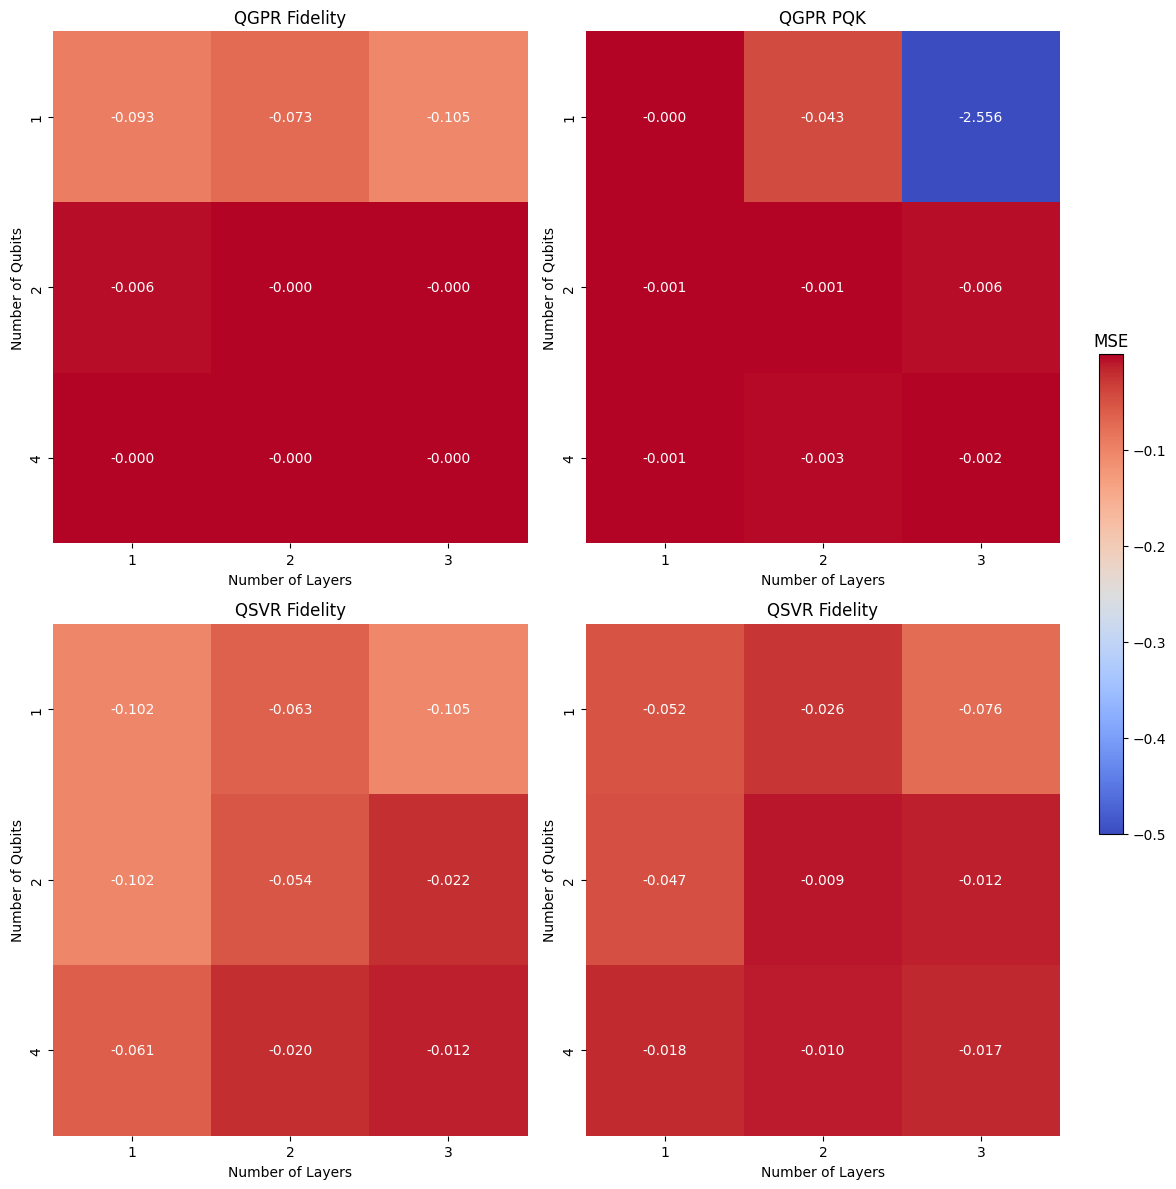 QGPR Fidelity
Number of Qubits
1
-0.093 -0.073 -0.105
2
-0.006 -0.000 -0.000
4
-0.000 -0.000 -0.000
1 2 3
Number of Layers
QGPR PQK
Number of Qubits
1
-0.000 -0.043 -2.556
2
-0.001 -0.001 -0.006
4
-0.001 -0.003 -0.002
1 2 3
Number of Layers
QSVR Fidelity
Number of Qubits
1
-0.102 -0.063 -0.105
2
-0.102 -0.054 -0.022
4
-0.061 -0.020 -0.012
1 2 3
Number of Layers
QSVR Fidelity
Number of Qubits
1
-0.052 -0.026 -0.076
2
-0.047 -0.009 -0.012
4
-0.018 -0.010 -0.017
1 2 3
Number of Layers
MSE
−0.1
−0.2
−0.3
−0.4
−0.5